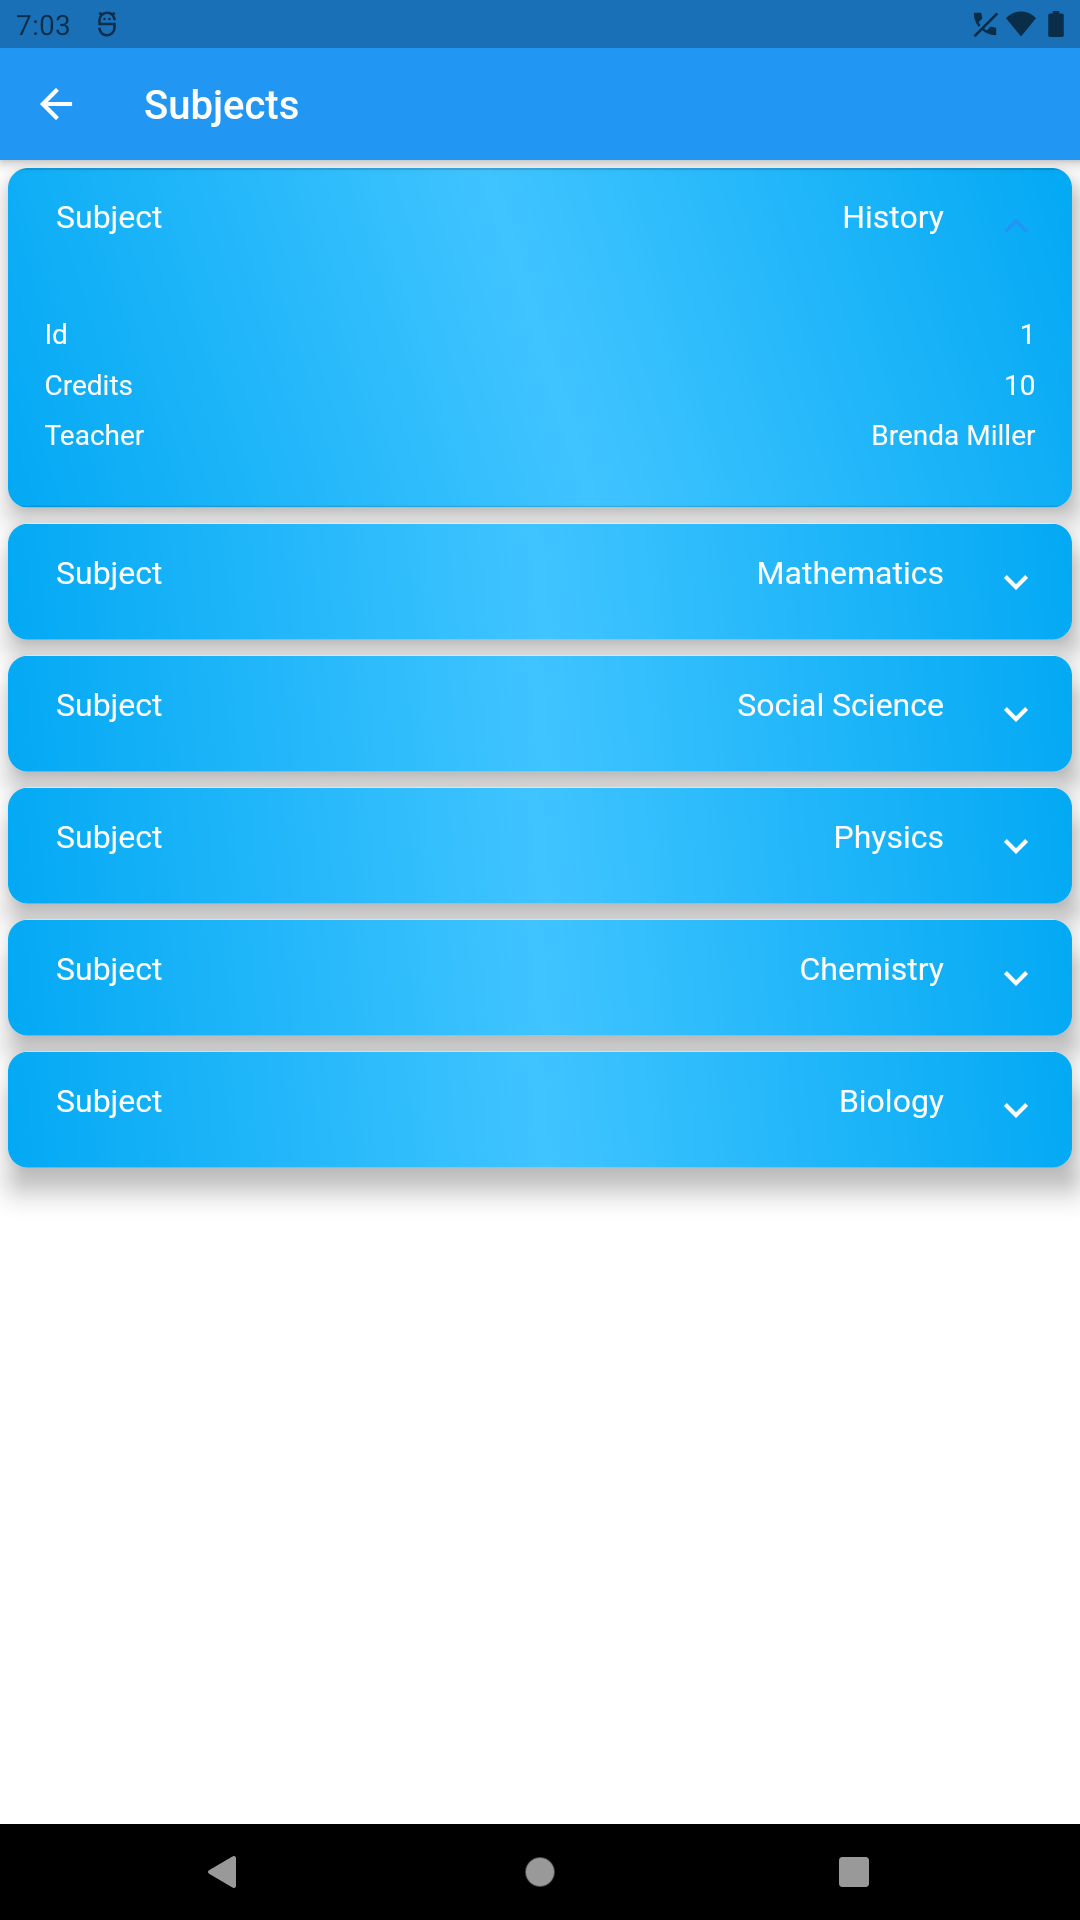 7:03
Subjects
Subject History
Id 1
Credits 10
Teacher Brenda Miller
Subject Mathematics
Subject Social Science
Subject Physics
Subject Chemistry
Subject Biology